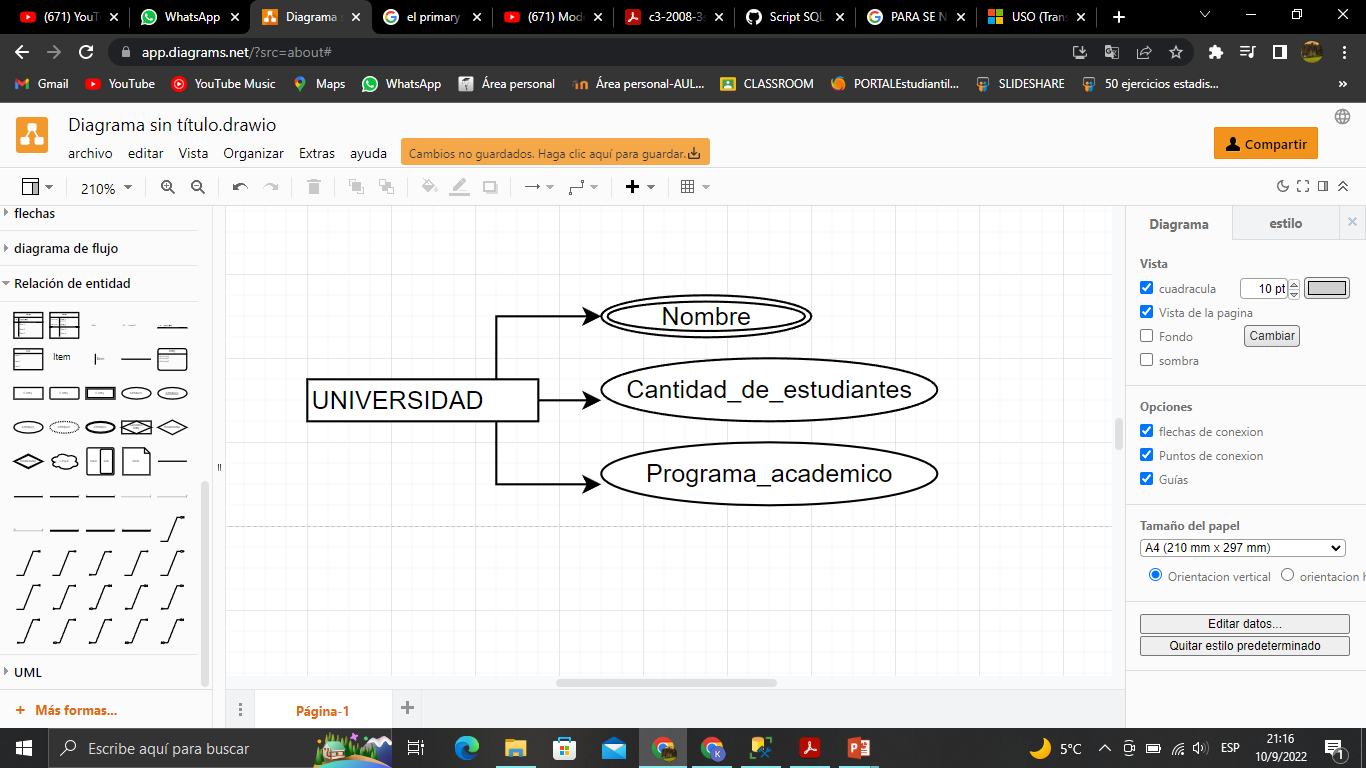 (671) YouT
WhatsApp
Diagrama s
el primary
(671) Mod
c3-2008-3
Script SQL
PARA SE N
USO (Trans
app.diagrams.net/?src=about#
Gmail
YouTube
YouTube Music
Maps
WhatsApp
Área personal
Área personal-AUL...
CLASSROOM
PORTALEstudiantil...
SLIDESHARE
50 ejercicios estadis...
»
Diagrama sin título.drawio
archivo editar Vista Organizar Extras ayuda
Cambios no guardados. Haga clic aquí para guardar.
Compartir
210%
flechas
diagrama de flujo
Relación de entidad
Item
UML
+ Más formas...
UNIVERSIDAD
Nombre
Cantidad_de_estudiantes
Programa_academico
Página-1
Diagrama
estilo
Vista
cuadracula
10 pt
Vista de la pagina
Fondo
Cambiar
sombra
Opciones
flechas de conexion
Puntos de conexion
Guías
Tamaño del papel
A4 (210 mm x 297 mm)
Orientacion vertical
orientacion h
Editar datos...
Quitar estilo predeterminado
Escribe aquí para buscar
5°C
ESP
21:16
10/9/2022
1